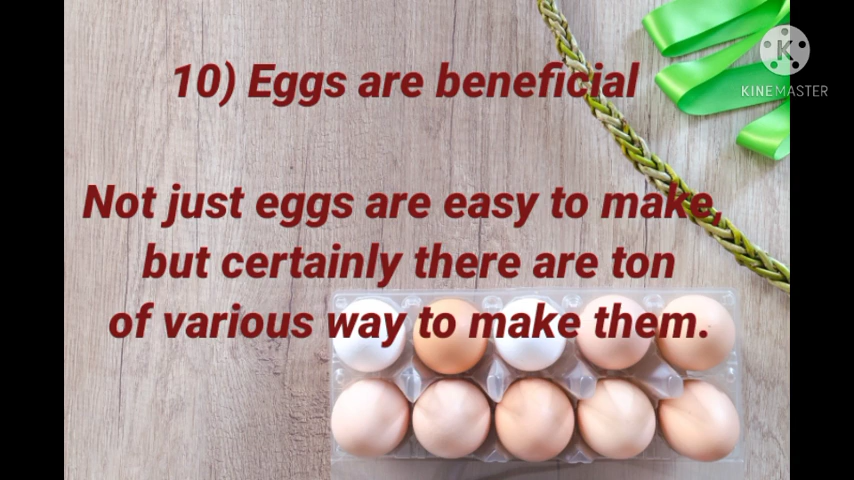 10) Eggs are beneficial
Not just eggs are easy to make,
but certainly there are ton
of various way to make them.
K
KINEMASTER